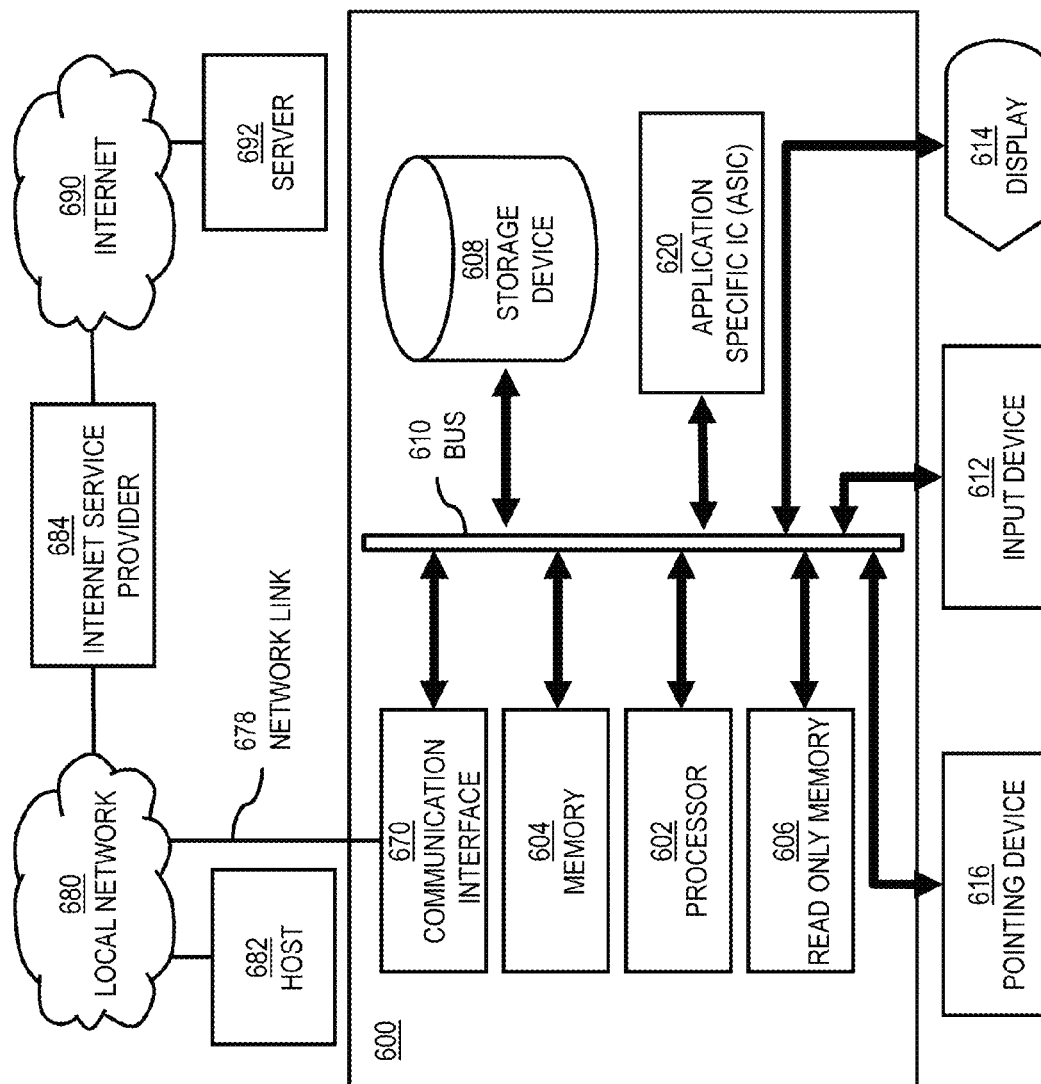 680
LOCAL NETWORK
684
INTERNET SERVICE
PROVIDER
690
INTERNET
682
HOST
678
NETWORK LINK
692
SERVER
600
670
COMMUNICATION
INTERFACE
604
MEMORY
602
PROCESSOR
606
READ ONLY MEMORY
610
BUS
608
STORAGE
DEVICE
620
APPLICATION
SPECIFIC IC (ASIC)
616
POINTING DEVICE
612
INPUT DEVICE
614
DISPLAY